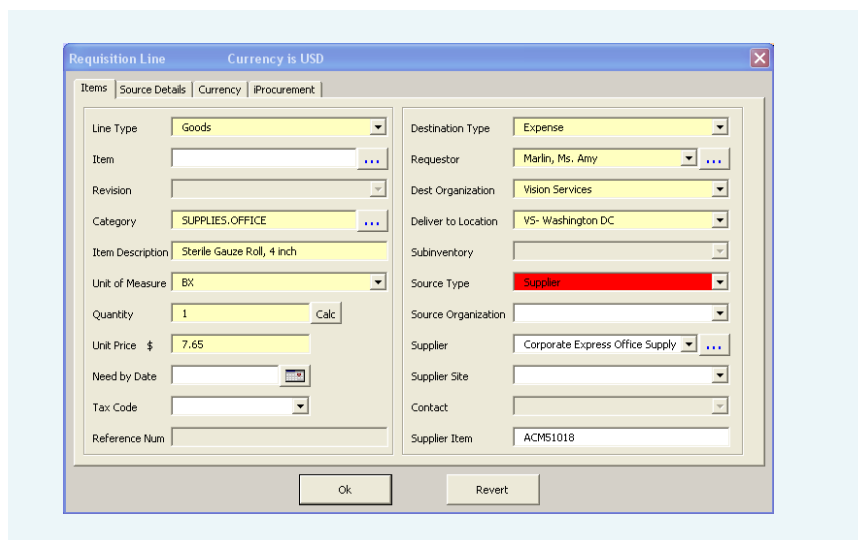 Requisition Line Currency is USD
Items Source Details Currency iProcurement
Line Type Goods
Item ...
Revision
Category SUPPLIES.OFFICE ...
Item Description Sterile Gauze Roll, 4 inch
Unit of Measure BX
Quantity 1 Calc
Unit Price $ 7.65
Need by Date
Tax Code
Reference Num
Destination Type Expense
Requestor Marlin, Ms. Amy ...
Dest Organization Vision Services
Deliver to Location VS- Washington DC
Subinventory
Source Type Supplier
Source Organization
Supplier Corporate Express Office Supply ...
Supplier Site
Contact
Supplier Item ACM51018
Ok Revert